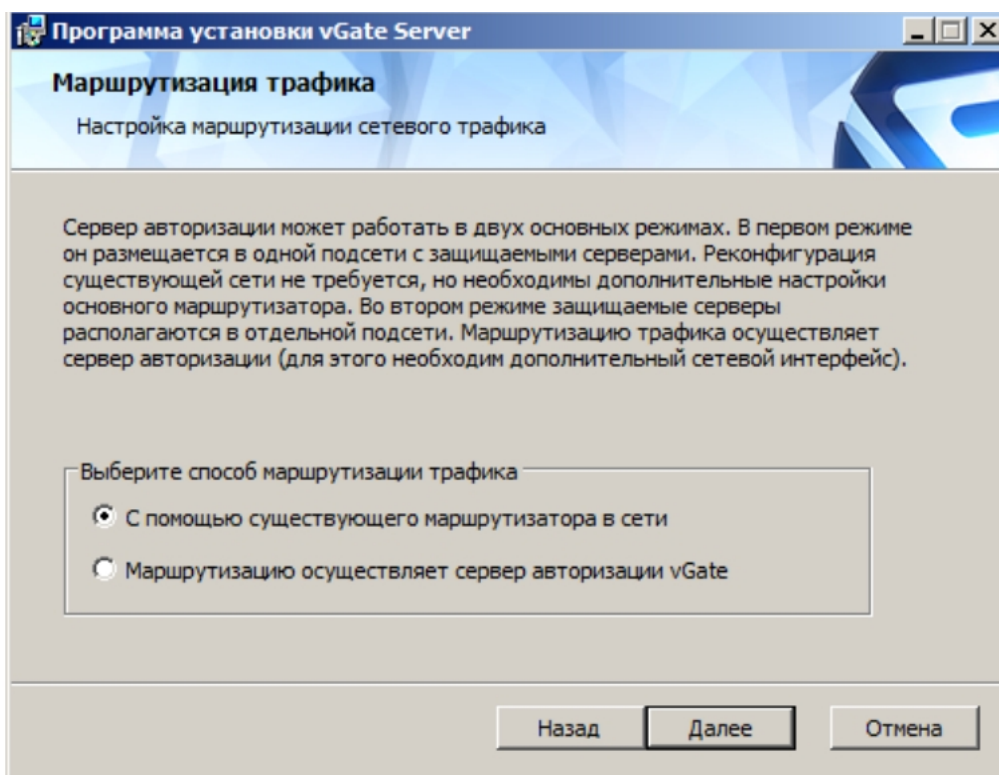 Программа установки vGate Server
Маршрутизация трафика
Настройка маршрутизации сетевого трафика
Сервер авторизации может работать в двух основных режимах. В первом режиме
он размещается в одной подсети с защищаемыми серверами. Реконфигурация
существующей сети не требуется, но необходимы дополнительные настройки
основного маршрутизатора. Во втором режиме защищаемые серверы
располагаются в отдельной подсети. Маршрутизацию трафика осуществляет
сервер авторизации (для этого необходим дополнительный сетевой интерфейс).
Выберите способ маршрутизации трафика
С помощью существующего маршрутизатора в сети
Маршрутизацию осуществляет сервер авторизации vGate
Назад Далее Отмена